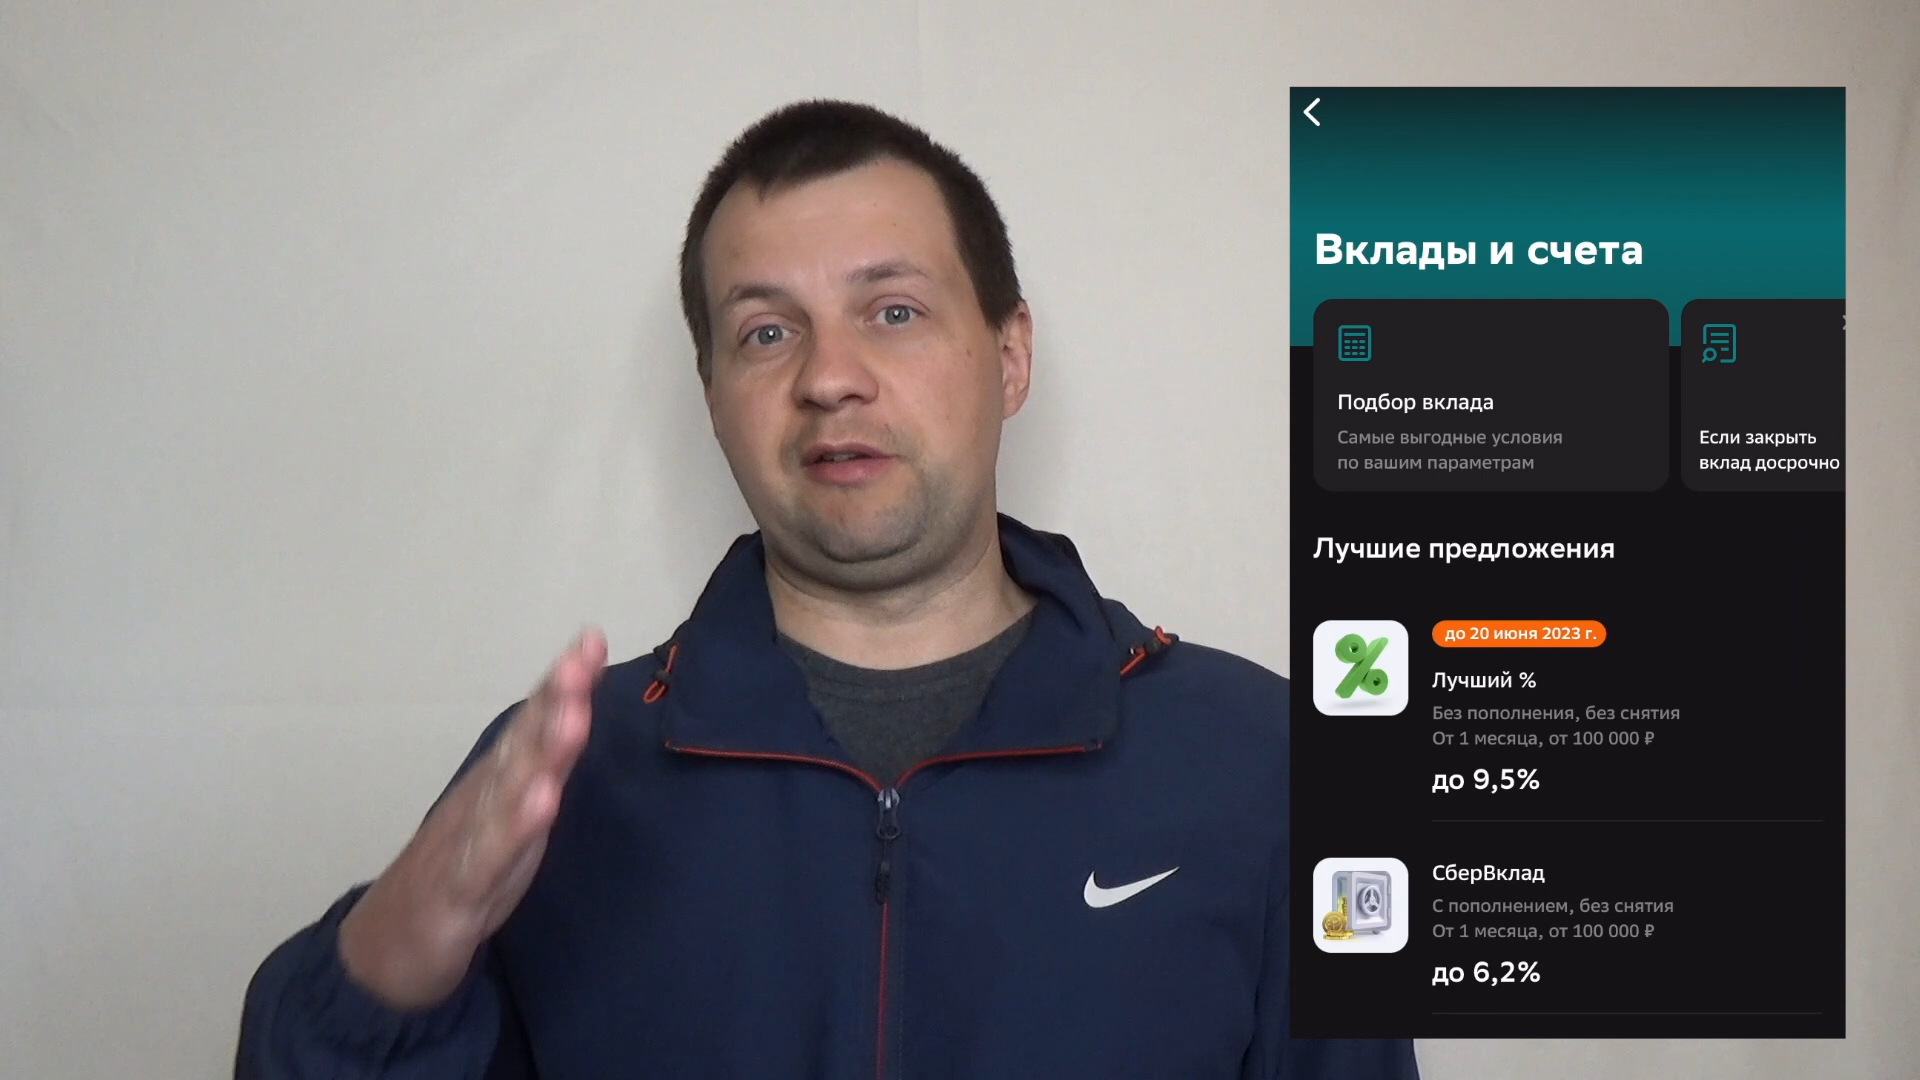 Вклады и счета
Подбор вклада
Самые выгодные условия
по вашим параметрам
Если закрыть
вклад досрочно
Лучшие предложения
до 20 июня 2023 г.
Лучший %
Без пополнения, без снятия
От 1 месяца, от 100 000 ₽
до 9,5%
СберВклад
С пополнением, без снятия
От 1 месяца, от 100 000 ₽
до 6,2%